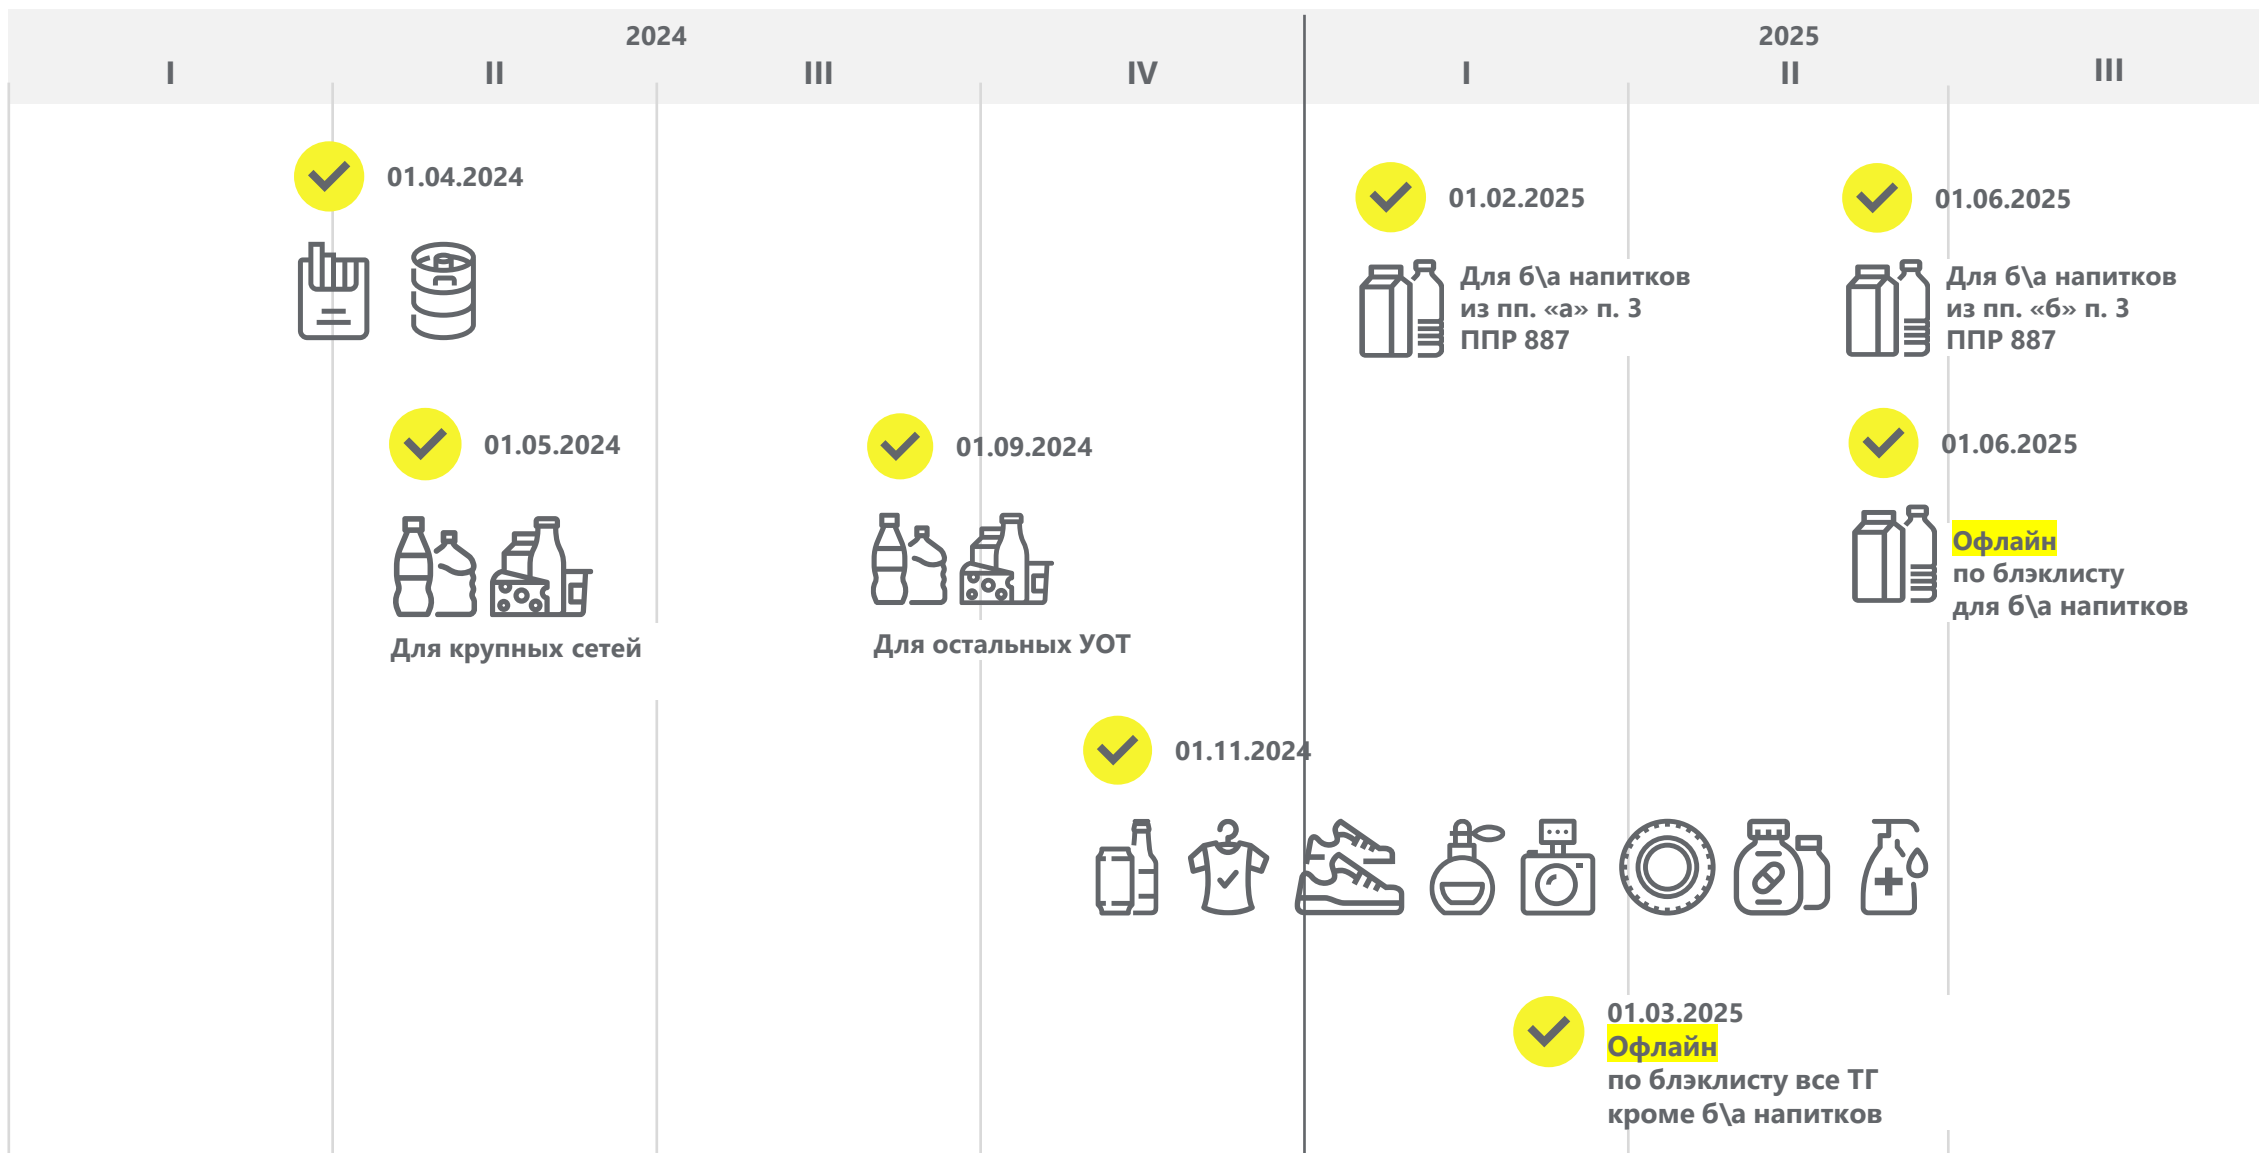 2024
2025
I
II
III
IV
I
II
III
01.04.2024
01.02.2025
Для б\а напитков
из пп. «а» п. 3
ППР 887
01.06.2025
Для б\а напитков
из пп. «б» п. 3
ППР 887
01.05.2024
Для крупных сетей
01.09.2024
Для остальных УОТ
01.06.2025
Офлайн
по блэклисту
для б\а напитков
01.11.2024
01.03.2025
Офлайн
по блэклисту все ТГ
кроме б\а напитков